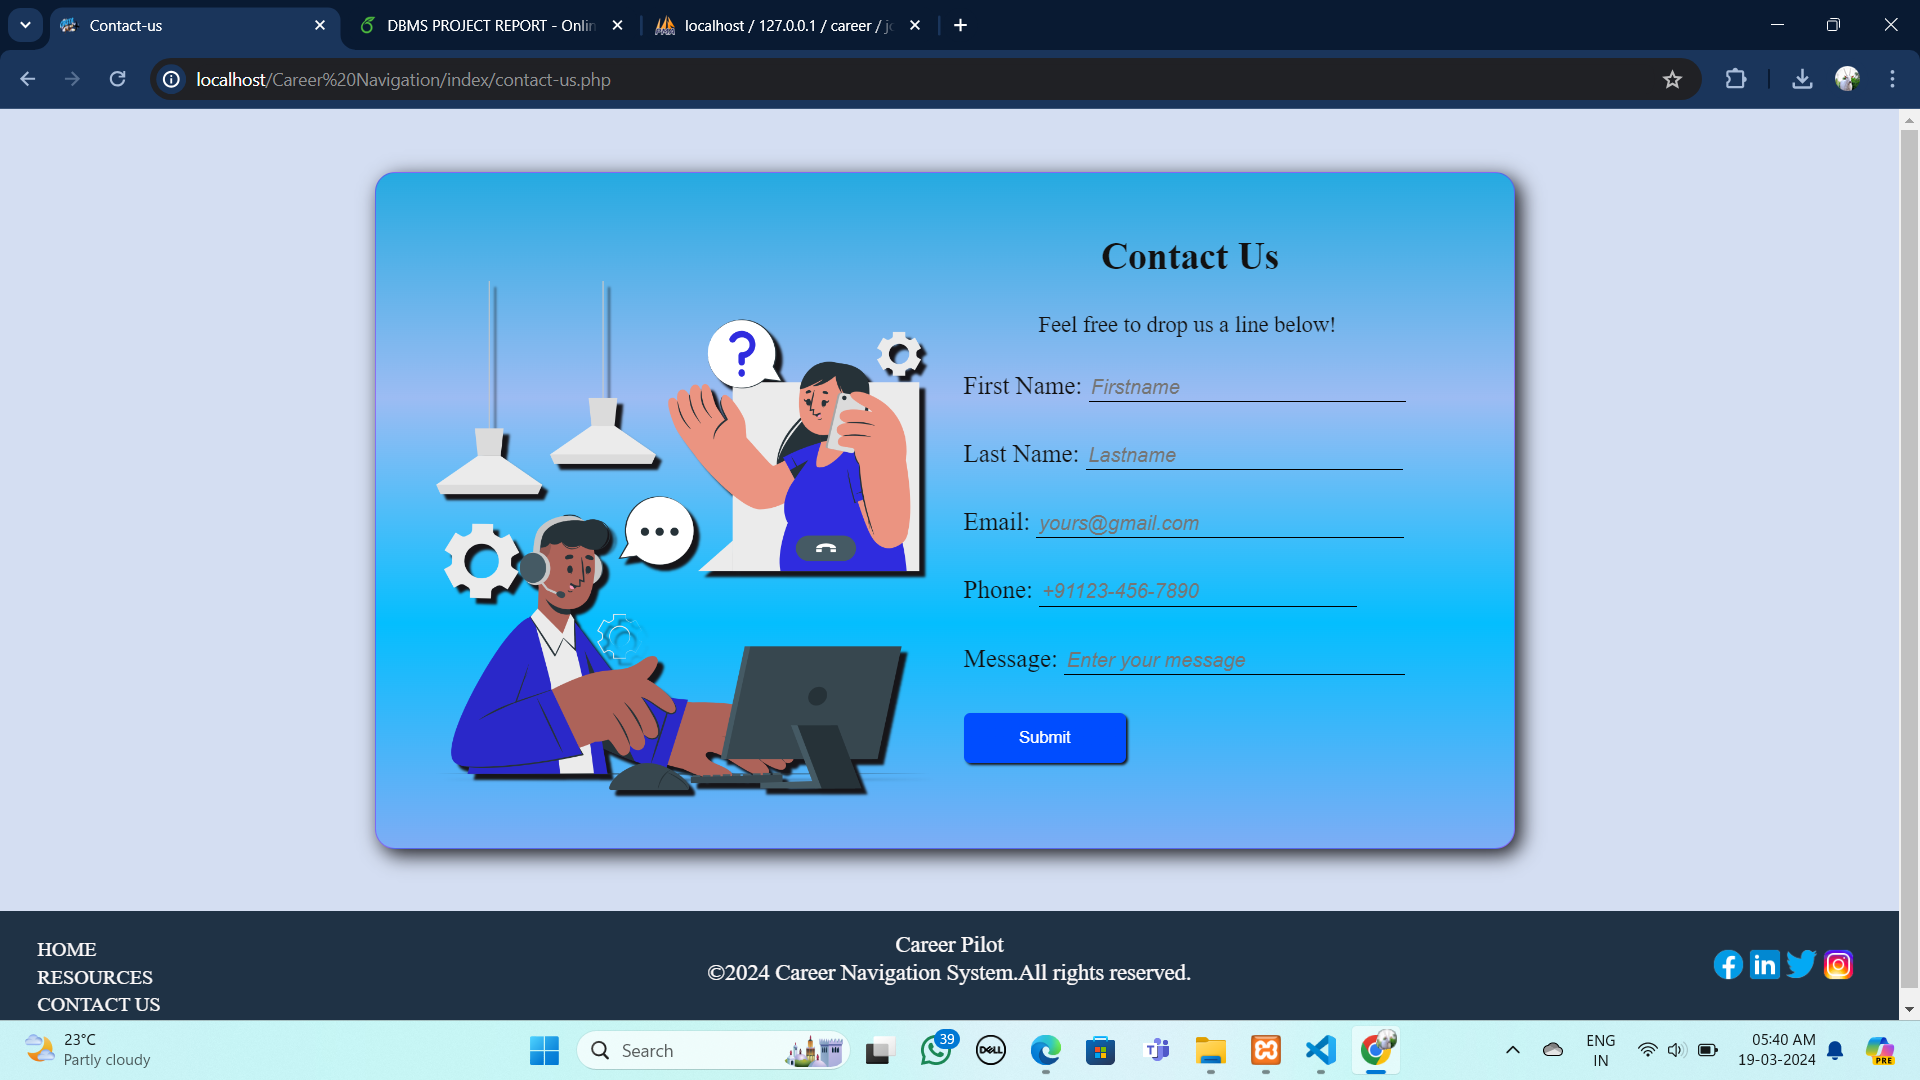 Contact-us
DBMS PROJECT REPORT - Onlin
localhost / 127.0.0.1 / career / jo
localhost/Career%20Navigation/index/contact-us.php
Contact Us
Feel free to drop us a line below!
First Name: Firstname
Last Name: Lastname
Email: yours@gmail.com
Phone: +91123-456-7890
Message: Enter your message
Submit
?
HOME
RESOURCES
CONTACT US
Career Pilot
©2024 Career Navigation System.All rights reserved.
23°C
Partly cloudy
Search
39
DELL
ENG
IN
05:40 AM
19-03-2024
PRE